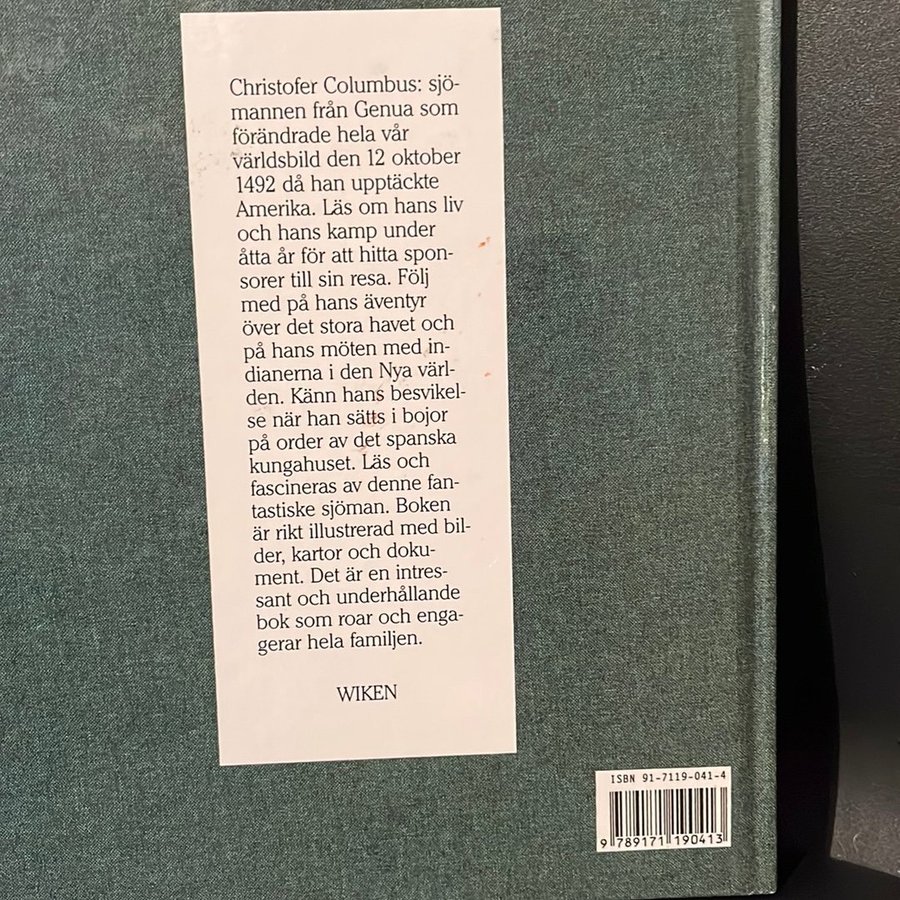 Christofer Columbus: sjö-
mannen från Genua som
förändrade hela vår
världsbild den 12 oktober
1492 då han upptäckte
Amerika. Läs om hans liv
och hans kamp under
åtta år för att hitta spon-
sorer till sin resa. Följ
med på hans äventyr
över det stora havet och
på hans möten med in-
dianerna i den Nya värl-
den. Känn hans besvikel-
se när han sätts i bojor
på order av det spanska
kungahuset. Läs och
fascineras av denne fan-
tastiske sjöman. Boken
är rikt illustrerad med bil-
der, kartor och doku-
ment. Det är en intres-
sant och underhållande
bok som roar och enga-
gerar hela familjen.
WIKEN
ISBN 91-7119-041-4
9 789171 190413